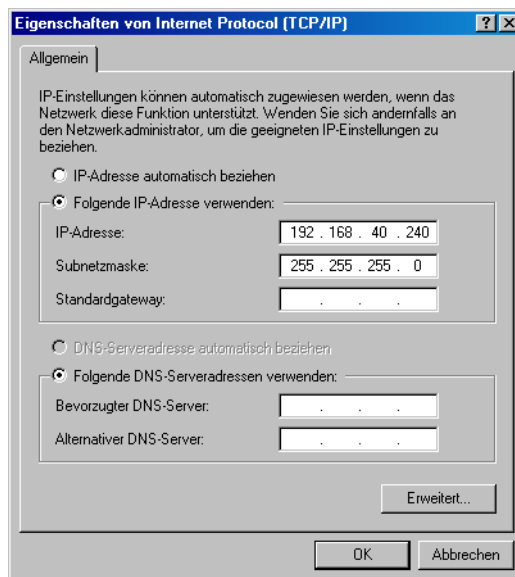 Eigenschaften von Internet Protocol (TCP/IP)
Allgemein
IP-Einstellungen können automatisch zugewiesen werden, wenn das
Netzwerk diese Funktion unterstützt. Wenden Sie sich andernfalls an
den Netzwerkadministrator, um die geeigneten IP-Einstellungen zu
beziehen.
IP-Adresse automatisch beziehen
Folgende IP-Adresse verwenden:
IP-Adresse: 192 . 168 . 40 . 240
Subnetzmaske: 255 . 255 . 255 . 0
Standardgateway: . . .
DNS-Serveradresse automatisch beziehen
Folgende DNS-Serveradressen verwenden:
Bevorzugter DNS-Server: . . .
Alternativer DNS-Server: . . .
Erweitert...
OK Abbrechen